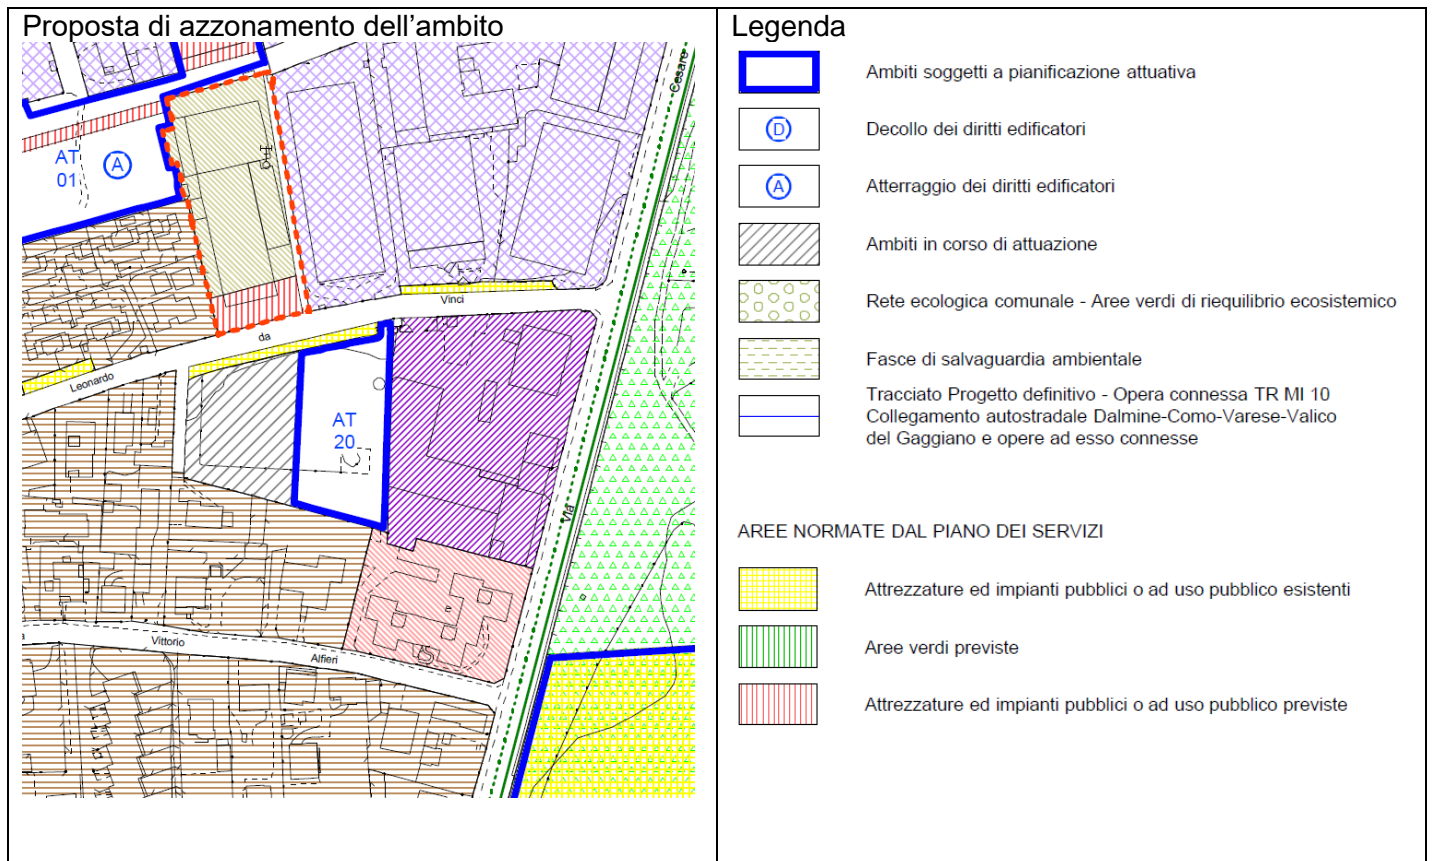 Proposta di azzonamento dell'ambito
Cesare
AT
01
A
Vinci
da
Leonardo
AT
20
Via
Vittorio
Alfieri
Legenda
Ambiti soggetti a pianificazione attuativa
D
Decollo dei diritti edificatori
A
Atterraggio dei diritti edificatori
Ambiti in corso di attuazione
Rete ecologica comunale - Aree verdi di riequilibrio ecosistemico
Fasce di salvaguardia ambientale
Tracciato Progetto definitivo - Opera connessa TR MI 10
Collegamento autostradale Dalmine-Como-Varese-Valico
del Gaggiano e opere ad esso connesse
AREE NORMATE DAL PIANO DEI SERVIZI
Attrezzature ed impianti pubblici o ad uso pubblico esistenti
Aree verdi previste
Attrezzature ed impianti pubblici o ad uso pubblico previste